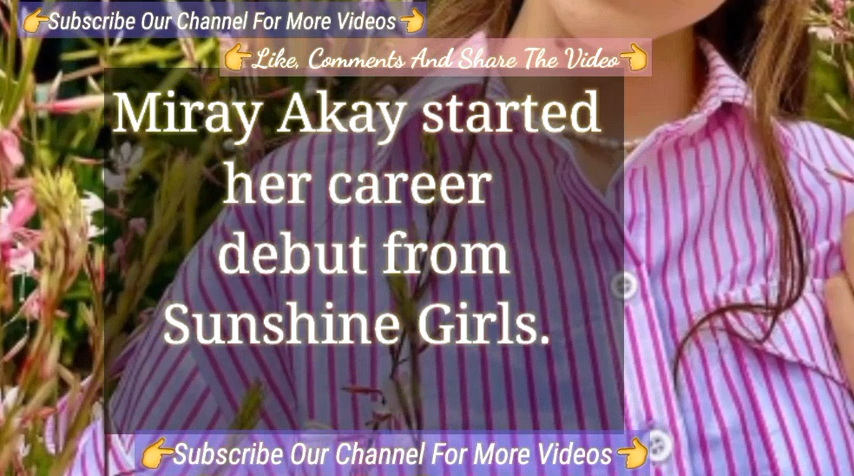 👉Subscribe Our Channel For More Videos👈
👉Like, Comments And Share The Video👈
Miray Akay started
her career
debut from
Sunshine Girls.
👉Subscribe Our Channel For More Videos👈